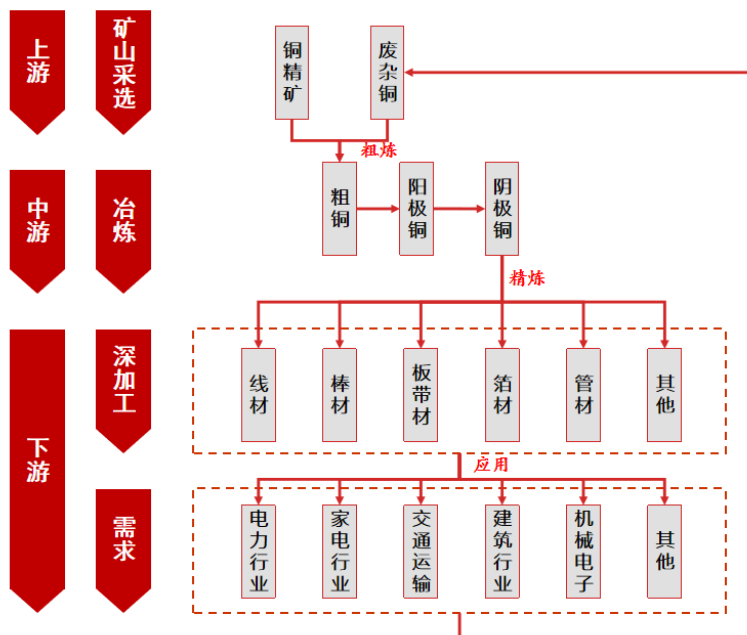 上游
矿山采选
铜精矿
废杂铜
粗炼
中游
冶炼
粗铜
阳极铜
阴极铜
精炼
下游
深加工
线材
棒材
板带材
箔材
管材
其他
应用
需求
电力行业
家电行业
交通运输
建筑行业
机械电子
其他